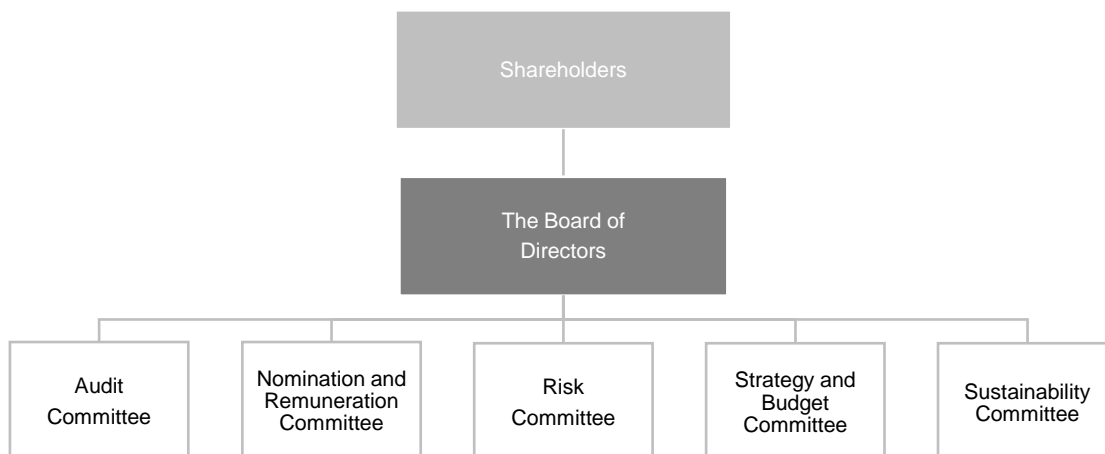 Shareholders
The Board of
Directors
Audit
Committee
Nomination and
Remuneration
Committee
Risk
Committee
Strategy and
Budget
Committee
Sustainability
Committee